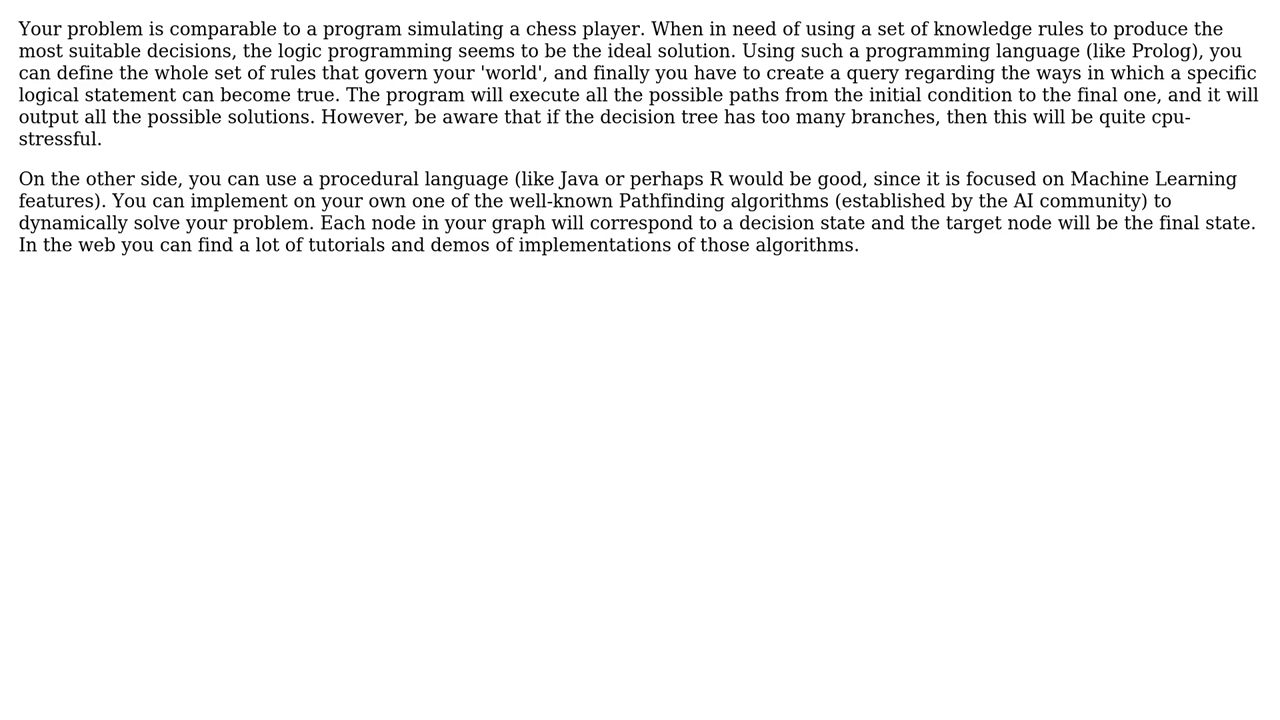 Your problem is comparable to a program simulating a chess player. When in need of using a set of knowledge rules to produce the
most suitable decisions, the logic programming seems to be the ideal solution. Using such a programming language (like Prolog), you
can define the whole set of rules that govern your 'world', and finally you have to create a query regarding the ways in which a specific
logical statement can become true. The program will execute all the possible paths from the initial condition to the final one, and it will
output all the possible solutions. However, be aware that if the decision tree has too many branches, then this will be quite cpu-
stressful.
On the other side, you can use a procedural language (like Java or perhaps R would be good, since it is focused on Machine Learning
features). You can implement on your own one of the well-known Pathfinding algorithms (established by the AI community) to
dynamically solve your problem. Each node in your graph will correspond to a decision state and the target node will be the final state.
In the web you can find a lot of tutorials and demos of implementations of those algorithms.